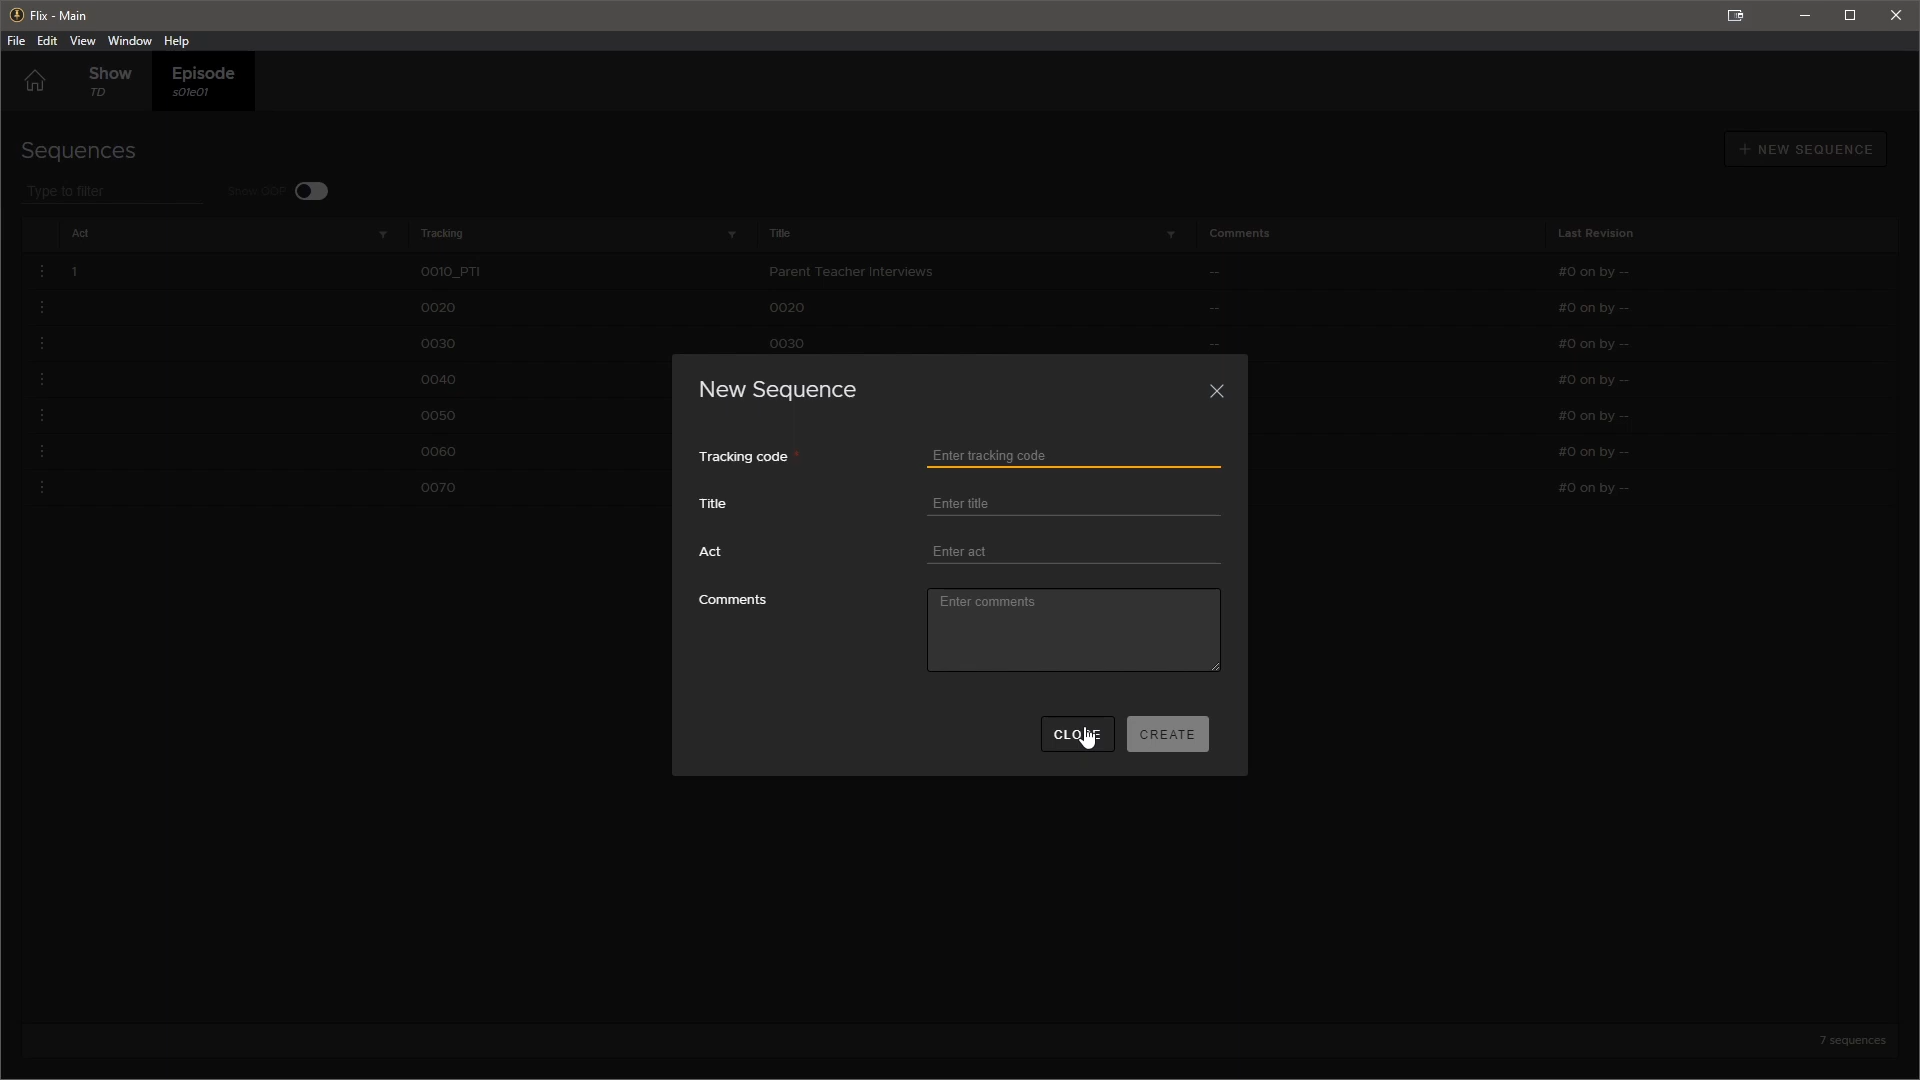 Flix - Main
File Edit View Window Help
Show
TD
Episode
s01e01
Sequences
+ NEW SEQUENCE
Type to filter
Show
Act Tracking Title Comments Last Revision
1 0010_PTI Parent Teacher Interviews -- #0 on by --
0020 0020 -- #0 on by --
0030 0030 -- #0 on by --
0040 #0 on by --
0050 #0 on by --
0060 #0 on by --
0070 #0 on by --
New Sequence
Tracking code * Enter tracking code
Title Enter title
Act Enter act
Comments Enter comments
CLOSE CREATE
7 sequences